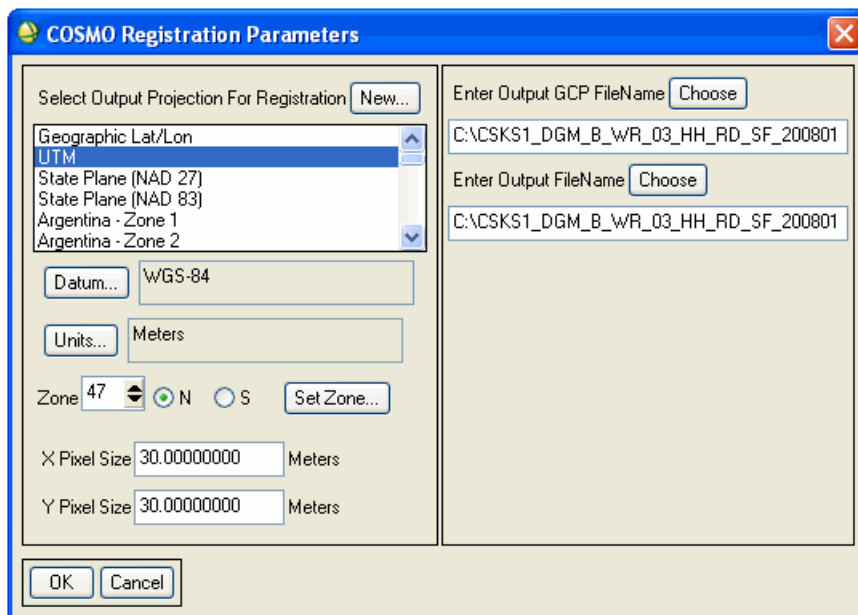 COSMO Registration Parameters
Select Output Projection For Registration New...
Geographic Lat/Lon
UTM
State Plane (NAD 27)
State Plane (NAD 83)
Argentina - Zone 1
Argentina - Zone 2
Datum... WGS-84
Units... Meters
Zone 47 N S Set Zone...
X Pixel Size 30.00000000 Meters
Y Pixel Size 30.00000000 Meters
Enter Output GCP FileName Choose
C:\CSKS1_DGM_B_WR_03_HH_RD_SF_200801
Enter Output FileName Choose
C:\CSKS1_DGM_B_WR_03_HH_RD_SF_200801
OK Cancel